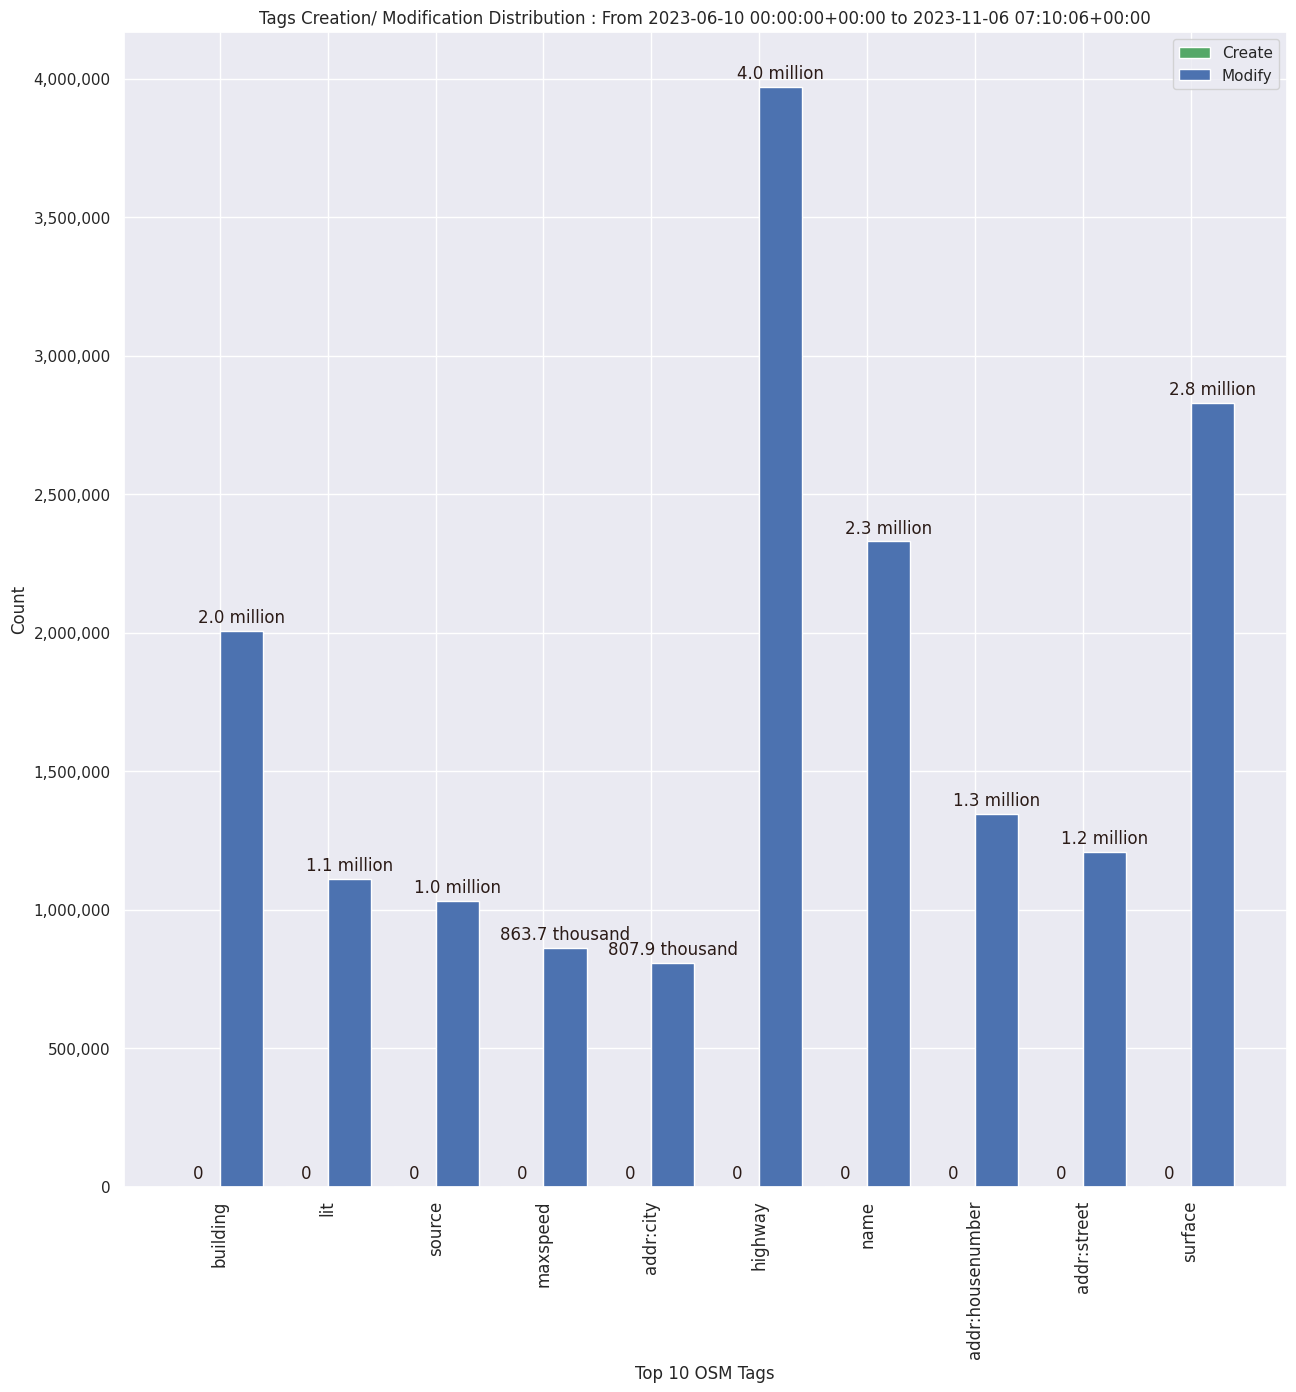 Tags Creation/ Modification Distribution : From 2023-06-10 00:00:00+00:00 to 2023-11-06 07:10:06+00:00
Create
Modify
4,000,000
3,500,000
3,000,000
2,500,000
2,000,000
1,500,000
1,000,000
500,000
0
Count
2.0 million
1.1 million
1.0 million
863.7 thousand
807.9 thousand
4.0 million
2.3 million
1.3 million
1.2 million
2.8 million
0
0
0
0
0
0
0
0
0
0
building
lit
source
maxspeed
addr:city
highway
name
addr:housenumber
addr:street
surface
Top 10 OSM Tags